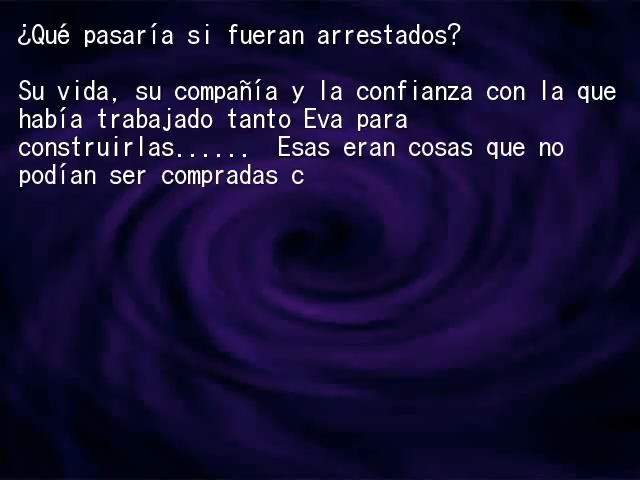 ¿Qué pasaría si fueran arrestados?
Su vida, su compañía y la confianza con la que
había trabajado tanto Eva para
construirlas......  Esas eran cosas que no
podían ser compradas c